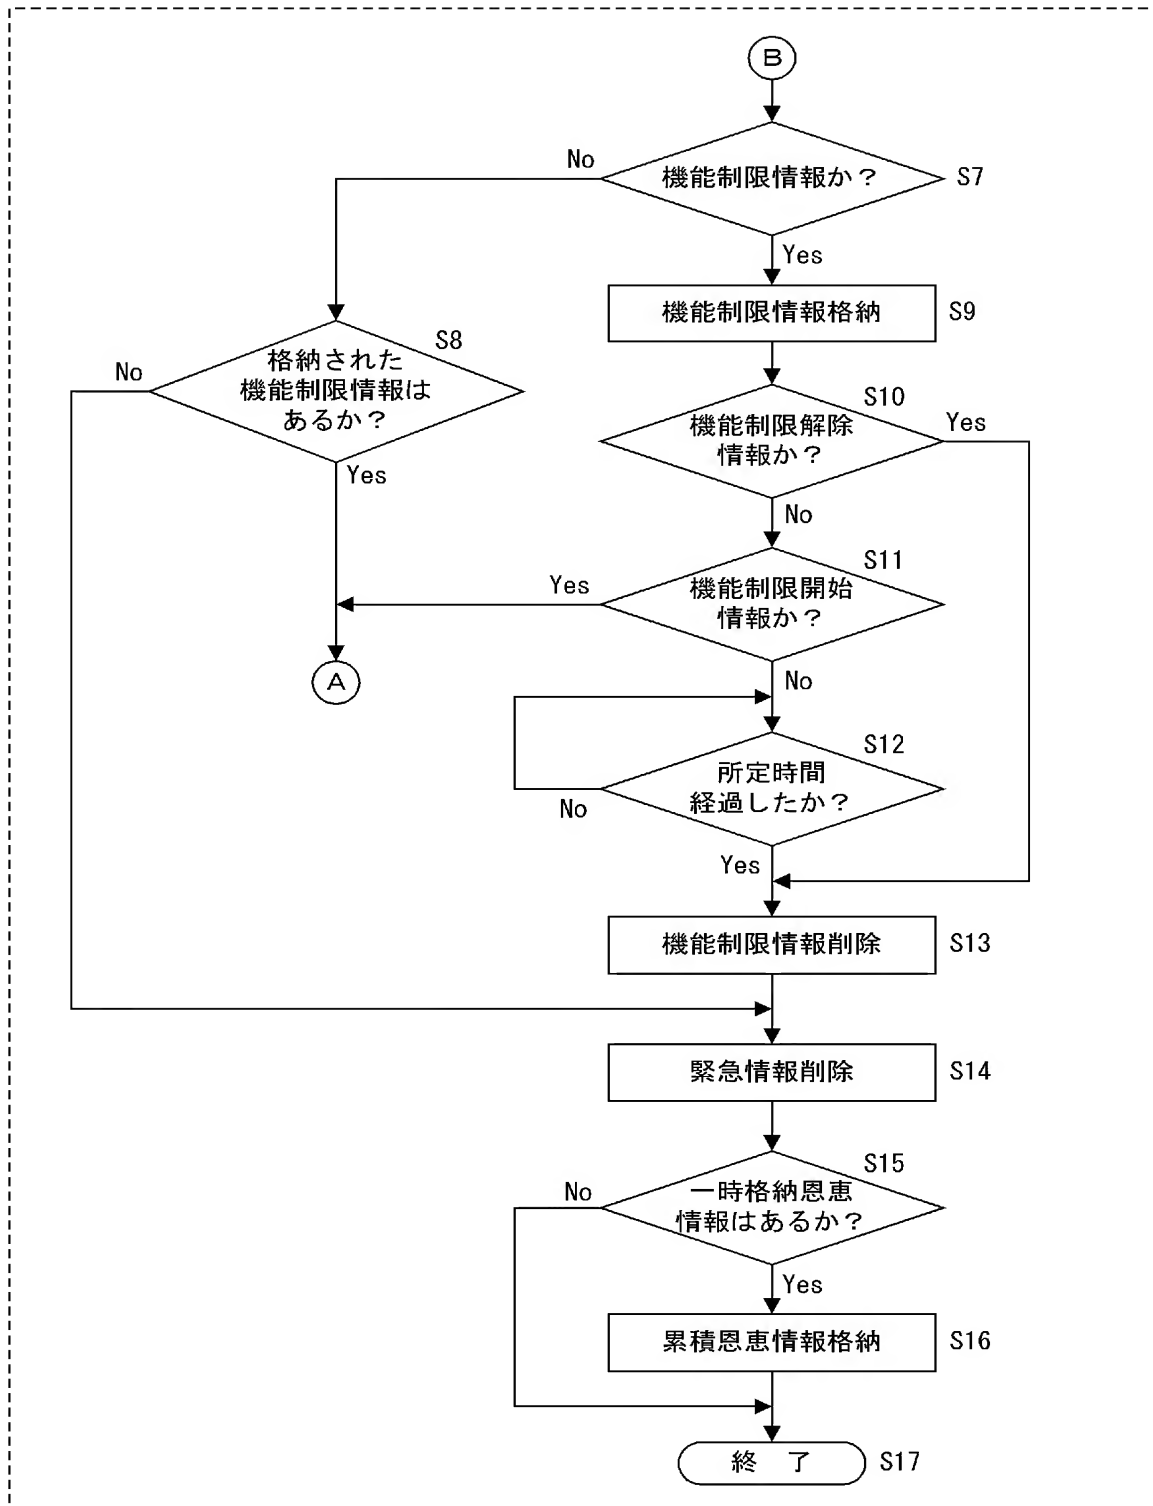 B
機能制限情報か？
S7
No
Yes
機能制限情報格納
S9
格納された
機能制限情報は
あるか？
S8
No
Yes
機能制限解除
情報か？
S10
Yes
No
機能制限開始
情報か？
S11
Yes
No
A
所定時間
経過したか？
S12
No
Yes
機能制限情報削除
S13
緊急情報削除
S14
一時格納恩恵
情報はあるか？
S15
No
Yes
累積恩恵情報格納
S16
終　了
S17